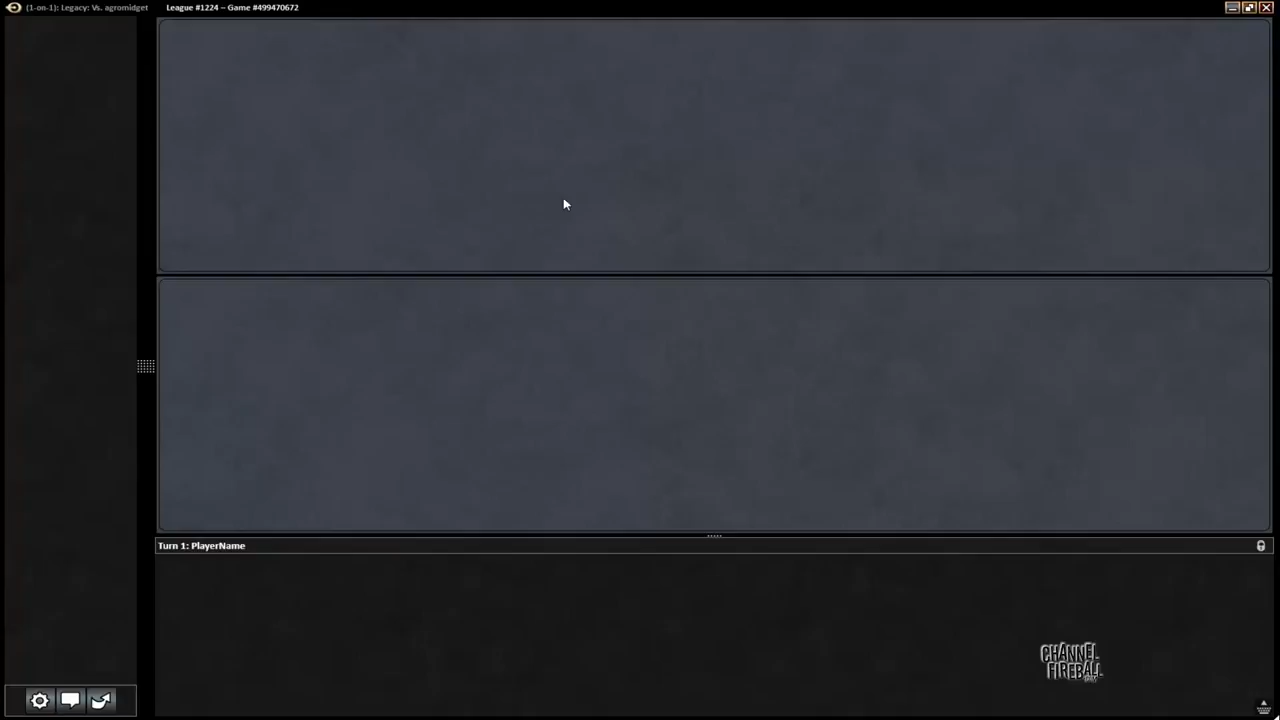 (1-on-1): Legacy: Vs. agromidget
League #1224 – Game #499470672
Turn 1: PlayerName
CHANNEL
FIREBALL